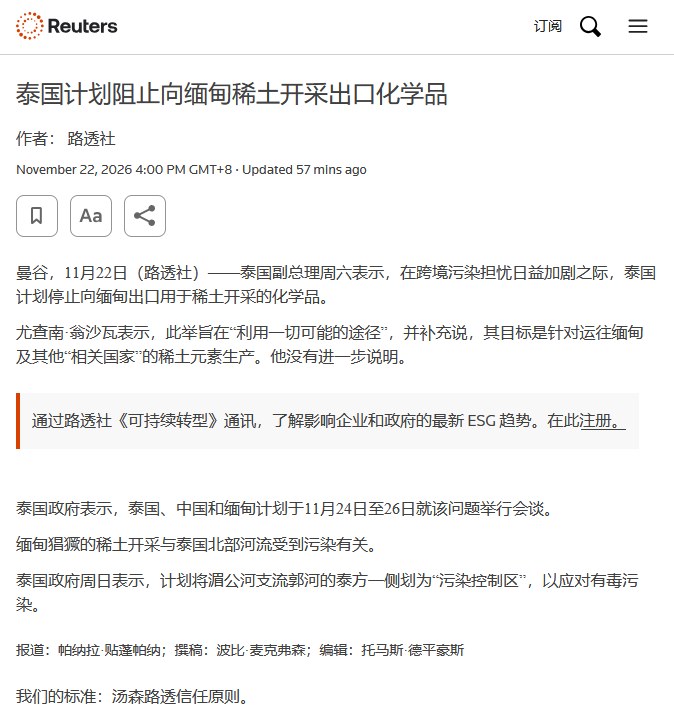 Reuters
订阅
泰国计划阻止向缅甸稀土开采出口化学品
作者： 路透社
November 22, 2026 4:00 PM GMT+8 · Updated 57 mins ago
Aa
曼谷，11月22日（路透社）——泰国副总理周六表示，在跨境污染担忧日益加剧之际，泰国
计划停止向缅甸出口用于稀土开采的化学品。
尤查南·翁沙瓦表示，此举旨在“利用一切可能的途径”，并补充说，其目标是针对运往缅甸
及其他“相关国家”的稀土元素生产。他没有进一步说明。
通过路透社《可持续转型》通讯，了解影响企业和政府的最新 ESG 趋势。在此注册。
泰国政府表示，泰国、中国和缅甸计划于11月24日至26日就该问题举行会谈。
缅甸猖獗的稀土开采与泰国北部河流受到污染有关。
泰国政府周日表示，计划将湄公河支流郭河的泰方一侧划为“污染控制区”，以应对有毒污
染。
报道：帕纳拉·贴蓬帕纳；撰稿：波比·麦克弗森；编辑：托马斯·德平豪斯
我们的标准：汤森路透信任原则。